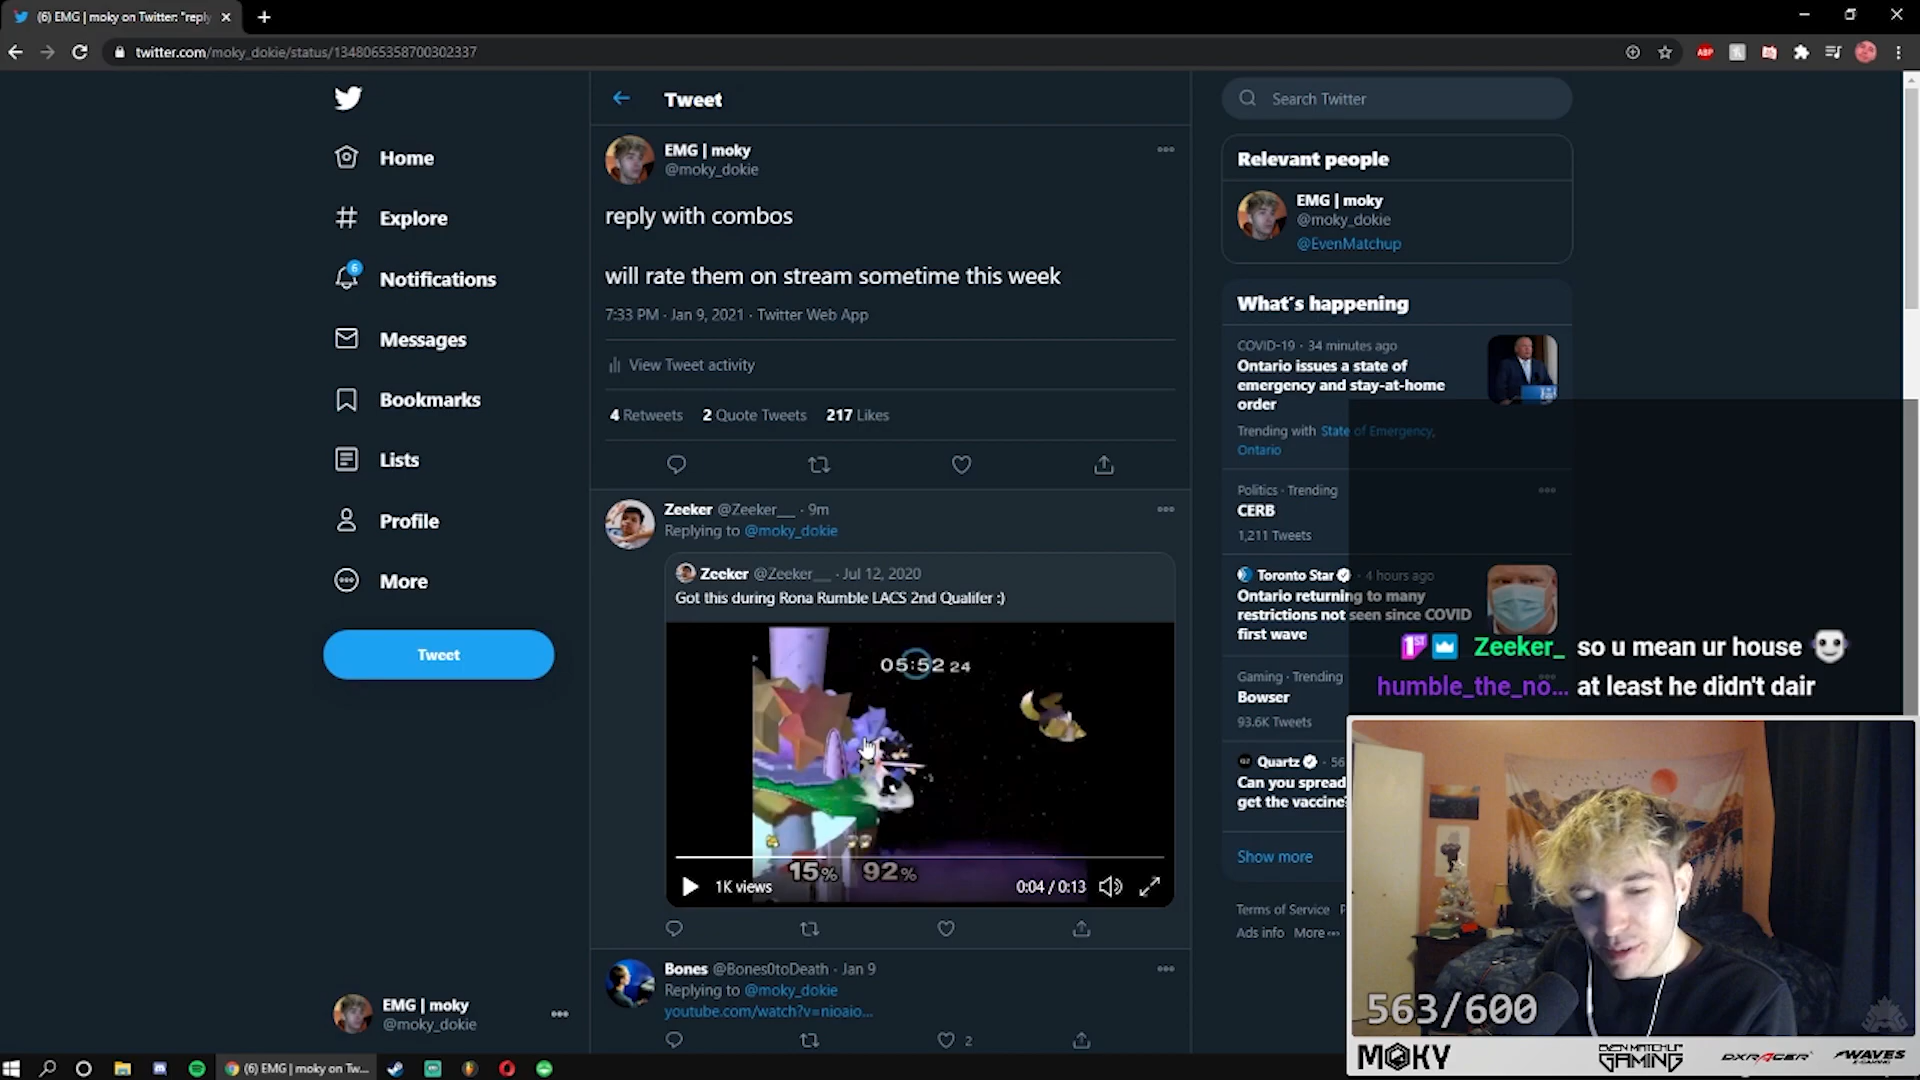 (6) EMG | moky on Twitter: "reply
twitter.com/moky_dokie/status/1348065358700302337
ABP
Home
Explore
6
Notifications
Messages
Bookmarks
Lists
Profile
More
Tweet
EMG | moky
@moky_dokie
Tweet
EMG | moky
@moky_dokie
reply with combos
will rate them on stream sometime this week
7:33 PM · Jan 9, 2021 · Twitter Web App
View Tweet activity
4 Retweets 2 Quote Tweets 217 Likes
Zeeker @Zeeker__ · 9m
Replying to @moky_dokie
Zeeker @Zeeker__ · Jul 12, 2020
Got this during Rona Rumble LACS 2nd Qualifer :)
05:52 24
15% 92%
1K views 0:04 / 0:13
Bones @Bones0toDeath · Jan 9
Replying to @moky_dokie
youtube.com/watch?v=nioaio...
2
Search Twitter
Relevant people
EMG | moky
@moky_dokie
@EvenMatchup
What's happening
COVID-19 · 34 minutes ago
Ontario issues a state of
emergency and stay-at-home
order
Trending with State of Emergency,
Ontario
Politics · Trending
CERB
1,211 Tweets
Toronto Star · 4 hours ago
Ontario returning to many
restrictions not seen since COVID
first wave
Gaming · Trending
Bowser
93.6K Tweets
Quartz · 56
Can you spread
get the vaccine?
Show more
Terms of Service P
Ads info More
1ST Zeeker_ so u mean ur house
humble_the_no... at least he didn't dair
563/600
MOKY
EVEN MATCHUP
GAMING
DXRACER
WAVES
(6) EMG | moky on Tw...